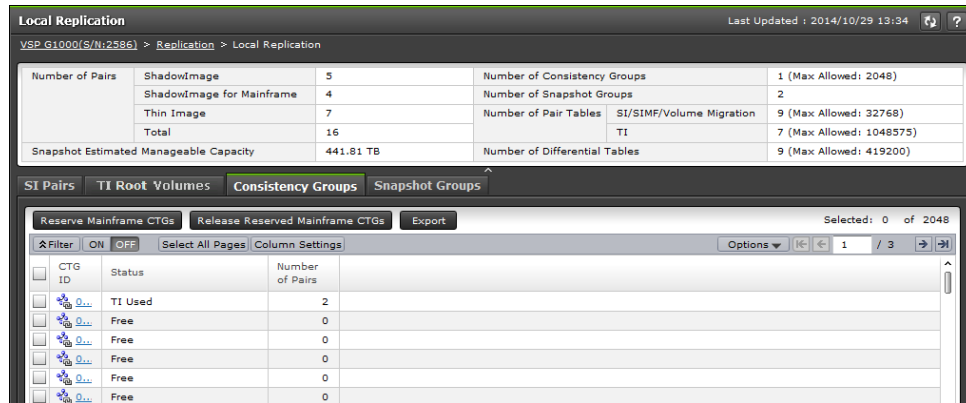 Local Replication Last Updated : 2014/10/29 13:34 ?
VSP G1000(S/N:2586) > Replication > Local Replication
Number of Pairs ShadowImage 5 Number of Consistency Groups 1 (Max Allowed: 2048)
ShadowImage for Mainframe 4 Number of Snapshot Groups 2
Thin Image 7 Number of Pair Tables SI/SIMF/Volume Migration 9 (Max Allowed: 32768)
Total 16 TI 7 (Max Allowed: 1048575)
Snapshot Estimated Manageable Capacity 441.81 TB Number of Differential Tables 9 (Max Allowed: 419200)
SI Pairs TI Root Volumes Consistency Groups Snapshot Groups
Reserve Mainframe CTGs Release Reserved Mainframe CTGs Export Selected: 0 of 2048
Filter ON OFF Select All Pages Column Settings Options 1 / 3
CTG ID Status Number of Pairs
0... TI Used 2
0... Free 0
0... Free 0
0... Free 0
0... Free 0
0... Free 0